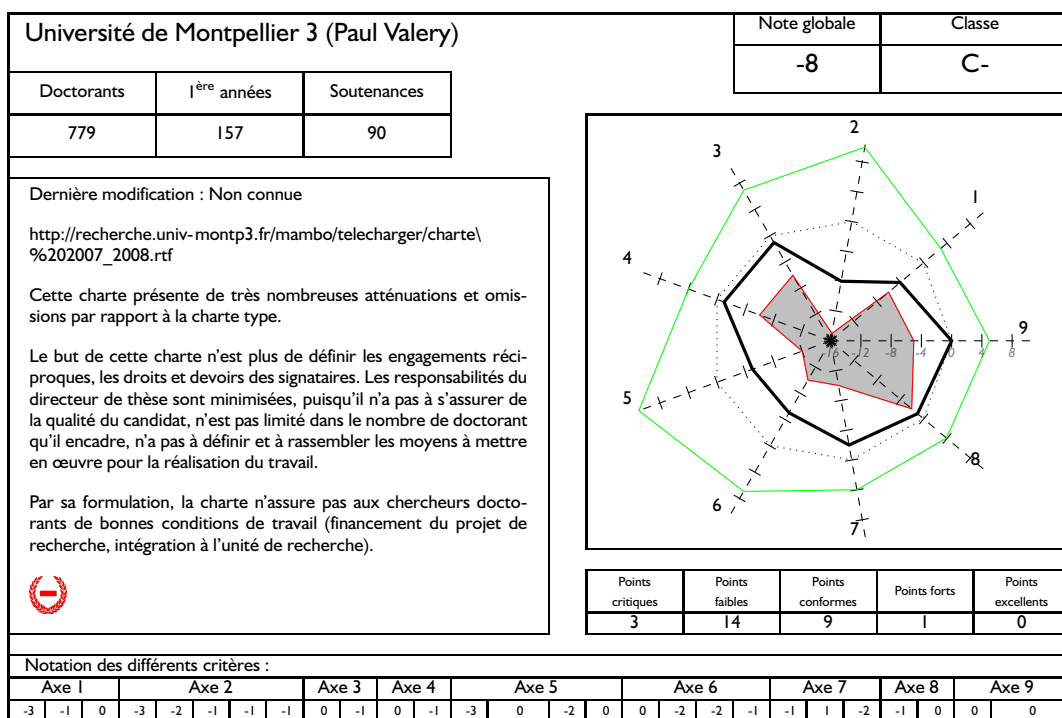 Université de Montpellier 3 (Paul Valery)
Note globale Classe
-8 C-
Doctorants 1ère années Soutenances
779 157 90
Dernière modification : Non connue
http://recherche.univ-montp3.fr/mambo/telecharger/charte\
%202007_2008.rtf
Cette charte présente de très nombreuses atténuations et omis-
sions par rapport à la charte type.
Le but de cette charte n'est plus de définir les engagements réci-
proques, les droits et devoirs des signataires. Les responsabilités du
directeur de thèse sont minimisées, puisqu'il n'a pas à s'assurer de
la qualité du candidat, n'est pas limité dans le nombre de doctorant
qu'il encadre, n'a pas à définir et à rassembler les moyens à mettre
en œuvre pour la réalisation du travail.
Par sa formulation, la charte n'assure pas aux chercheurs docto-
rants de bonnes conditions de travail (financement du projet de
recherche, intégration à l'unité de recherche).
2
3
1
4
9
-16 -12 -8 -4 0 4 8
5
8
6
7
Points critiques Points faibles Points conformes Points forts Points excellents
3 14 9 1 0
Notation des différents critères :
Axe 1 Axe 2 Axe 3 Axe 4 Axe 5 Axe 6 Axe 7 Axe 8 Axe 9
-3 -1 0 -3 -2 -1 -1 -1 0 -1 0 -1 -3 0 -2 0 0 -2 -2 -1 -1 1 -2 -1 0 0 0